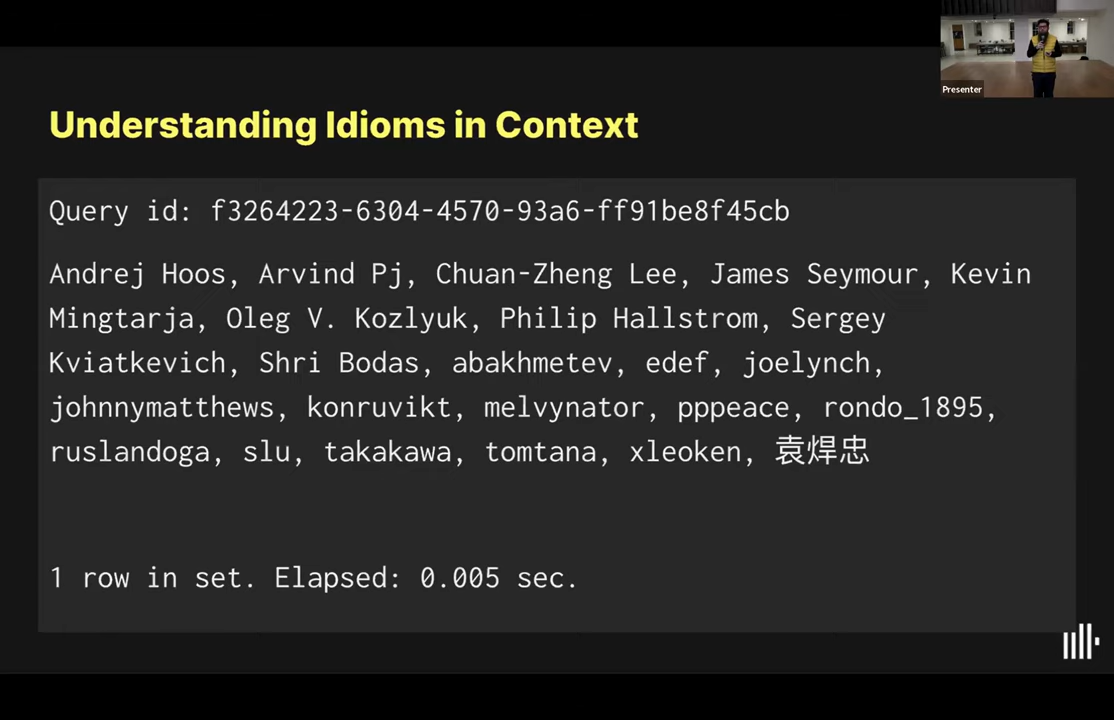 Presenter
Understanding Idioms in Context
Query id: f3264223-6304-4570-93a6-ff91be8f45cb
Andrej Hoos, Arvind Pj, Chuan-Zheng Lee, James Seymour, Kevin
Mingtarja, Oleg V. Kozlyuk, Philip Hallstrom, Sergey
Kviatkevich, Shri Bodas, abakhmetev, edef, joelynch,
johnnymatthews, konruvikt, melvynator, pppeace, rondo_1895,
ruslandoga, slu, takakawa, tomtana, xleoken, 袁焊忠
1 row in set. Elapsed: 0.005 sec.